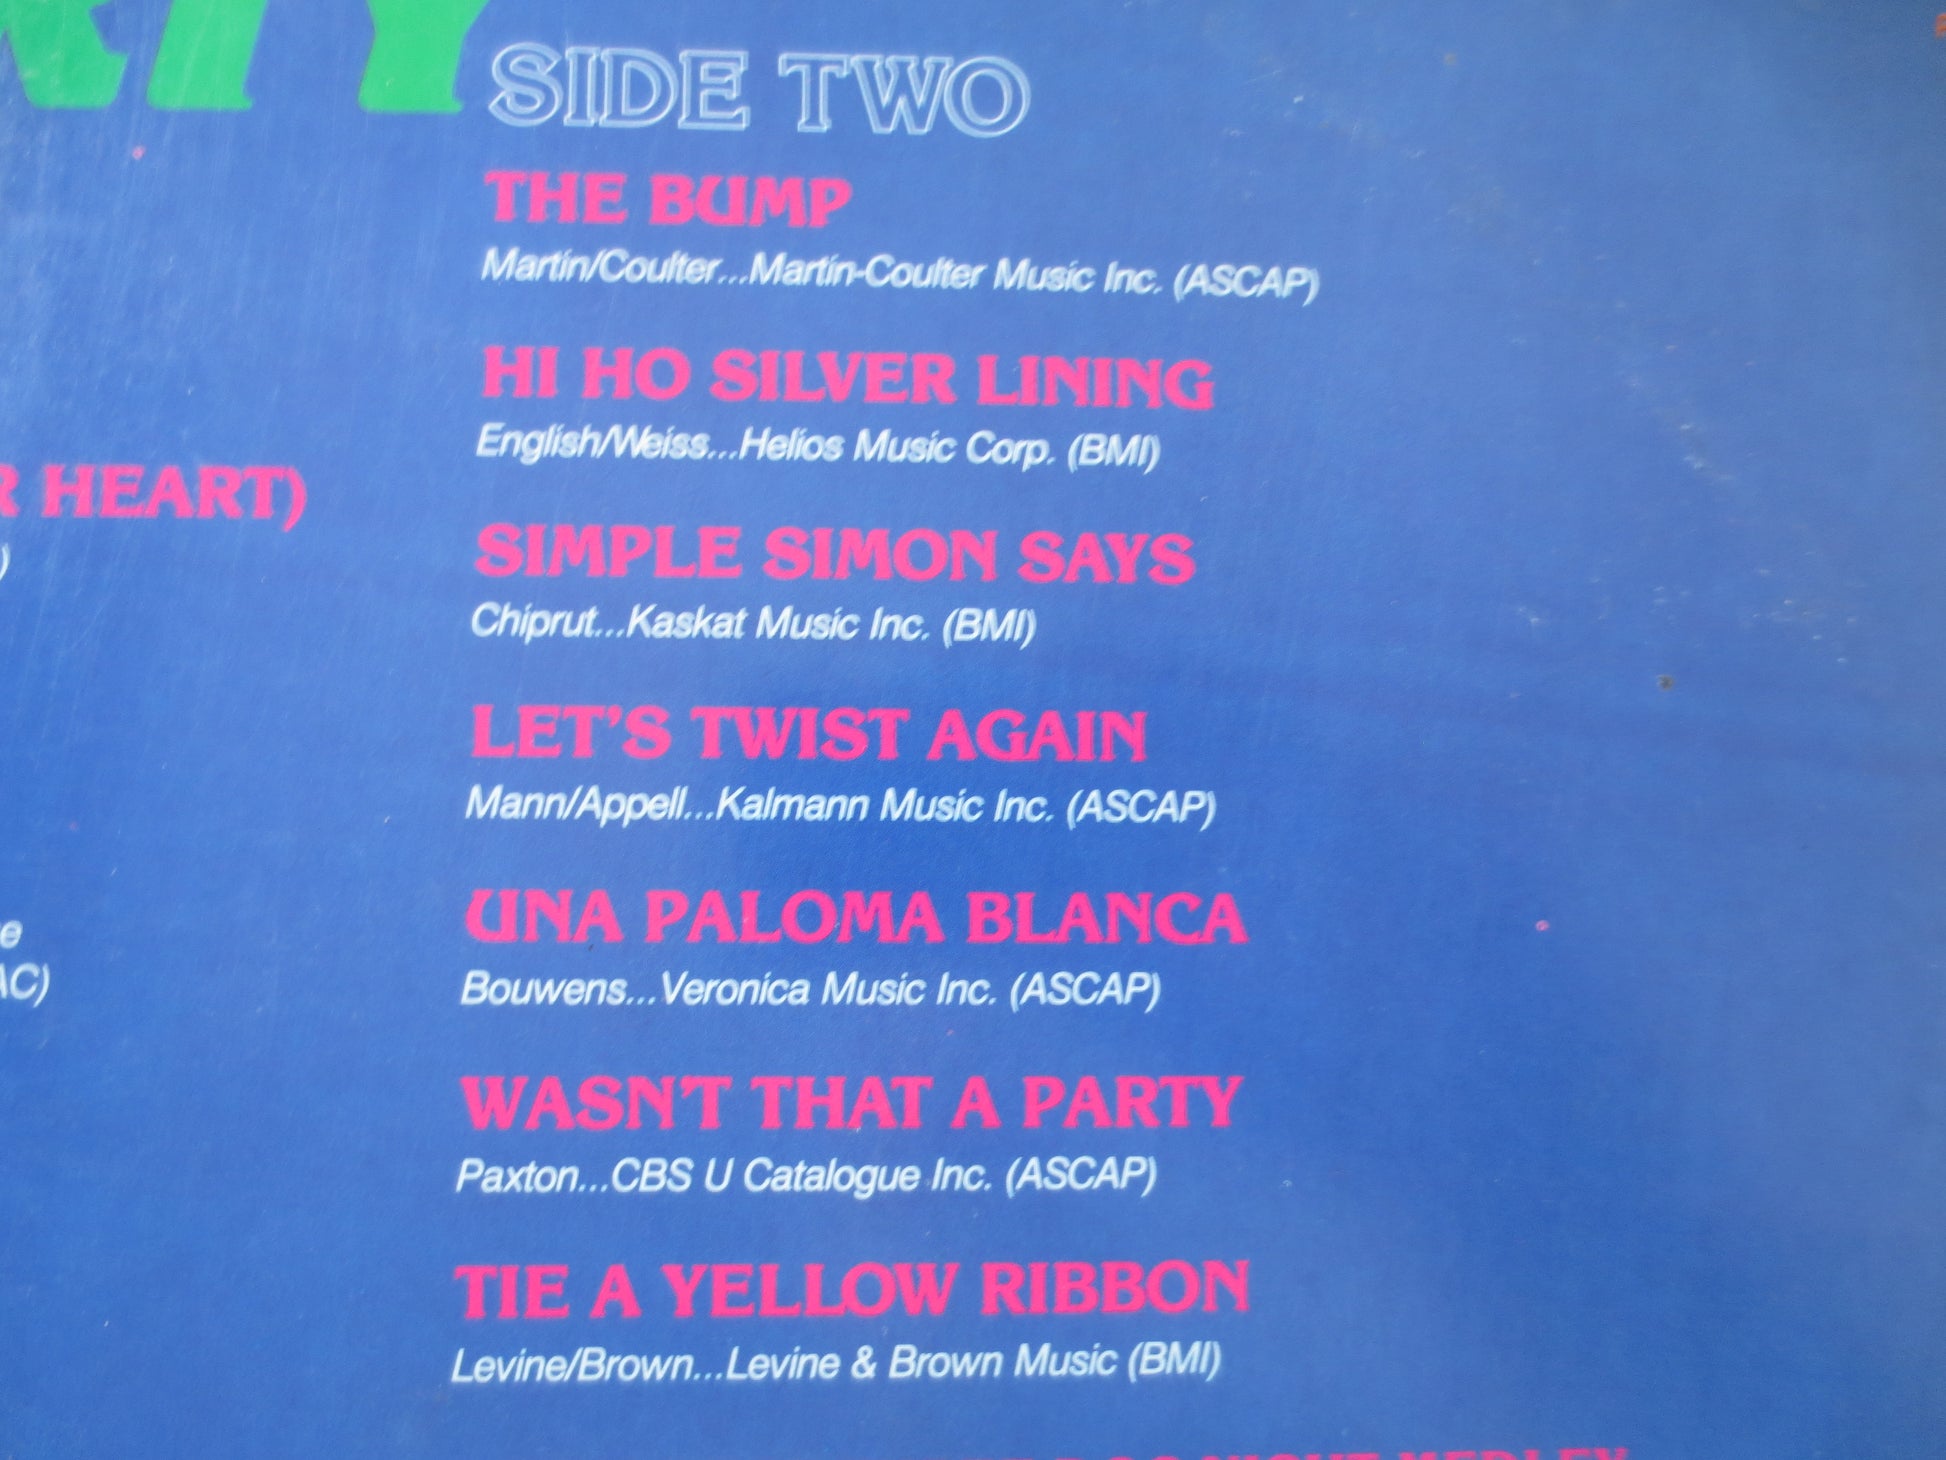 SIDE TWO
THE BUMP
Martin/Coulter...Martin-Coulter Music Inc. (ASCAP)
HI HO SILVER LINING
English/Weiss...Helios Music Corp. (BMI)
SIMPLE SIMON SAYS
Chiprut...Kaskat Music Inc. (BMI)
LET'S TWIST AGAIN
Mann/Appell...Kalmann Music Inc. (ASCAP)
UNA PALOMA BLANCA
Bouwens...Veronica Music Inc. (ASCAP)
WASN'T THAT A PARTY
Paxton...CBS U Catalogue Inc. (ASCAP)
TIE A YELLOW RIBBON
Levine/Brown...Levine & Brown Music (BMI)
HEART)
MEDLEY